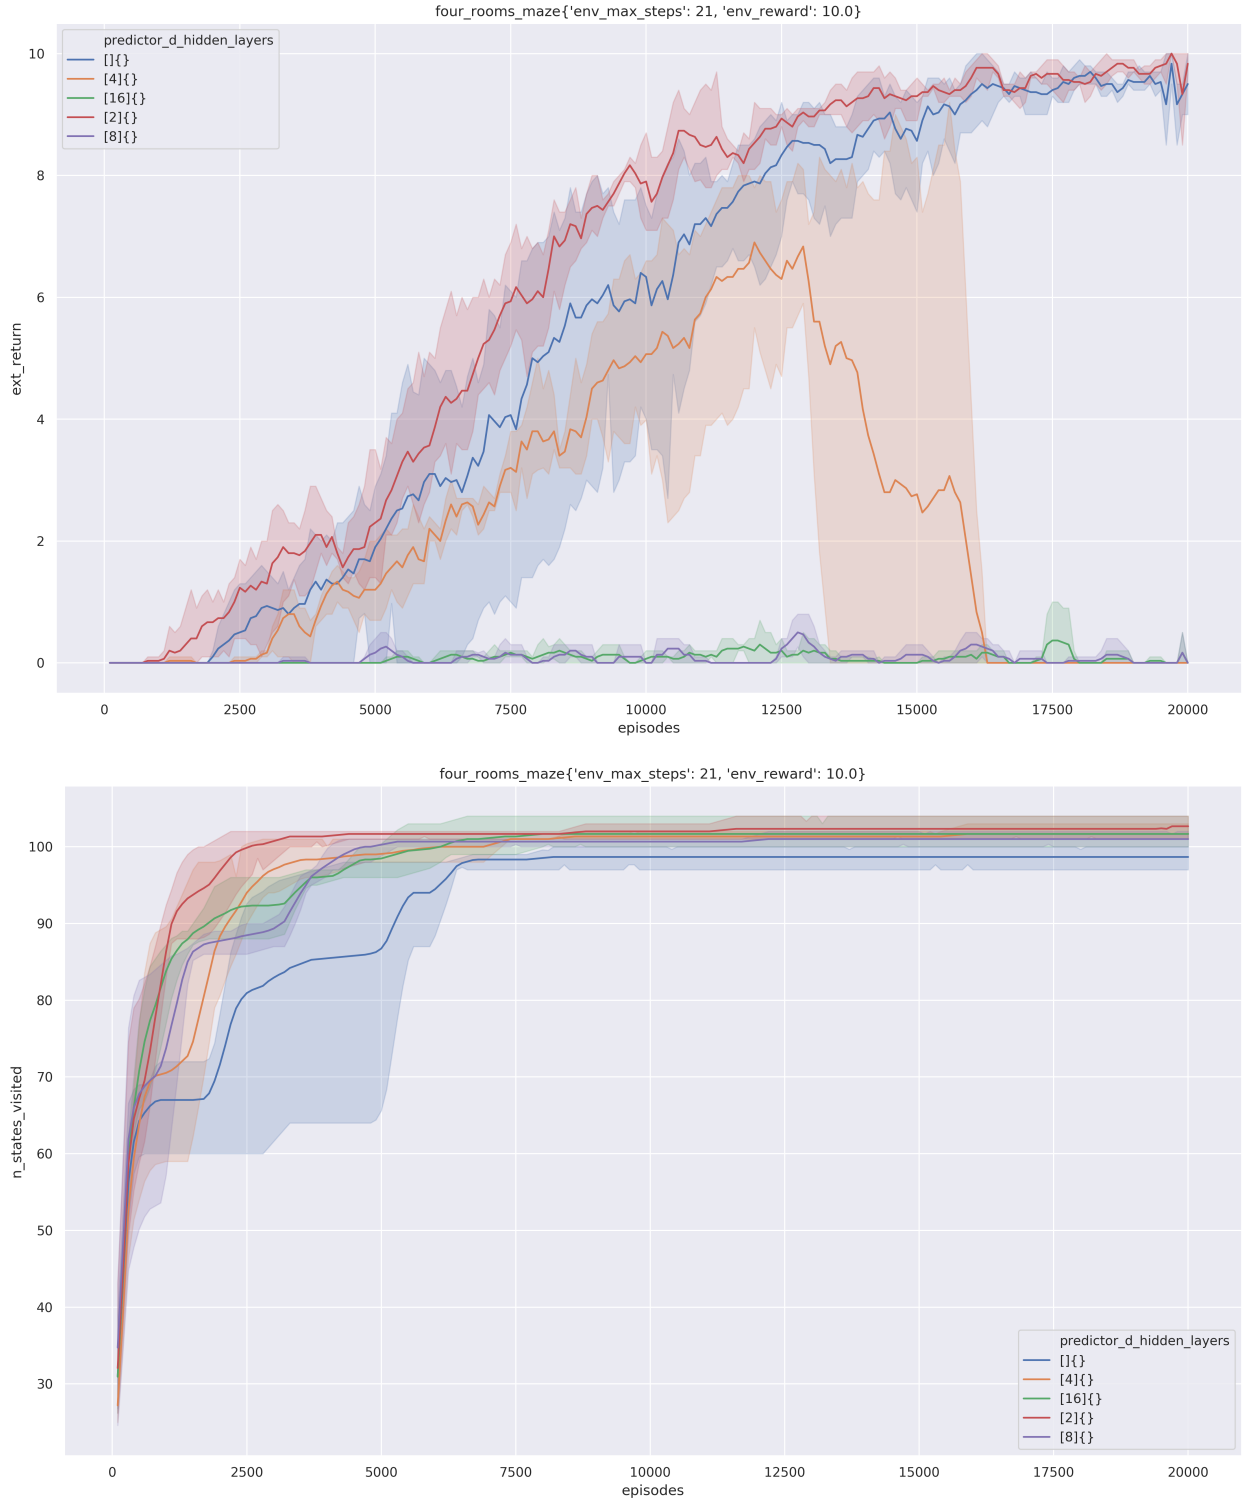 four_rooms_maze{'env_max_steps': 21, 'env_reward': 10.0}
predictor_d_hidden_layers
[]{}
[4]{}
[16]{}
[2]{}
[8]{}
10
8
6
4
2
0
ext_return
0 2500 5000 7500 10000 12500 15000 17500 20000
episodes
four_rooms_maze{'env_max_steps': 21, 'env_reward': 10.0}
100
90
80
70
60
50
40
30
n_states_visited
predictor_d_hidden_layers
[]{}
[4]{}
[16]{}
[2]{}
[8]{}
0 2500 5000 7500 10000 12500 15000 17500 20000
episodes